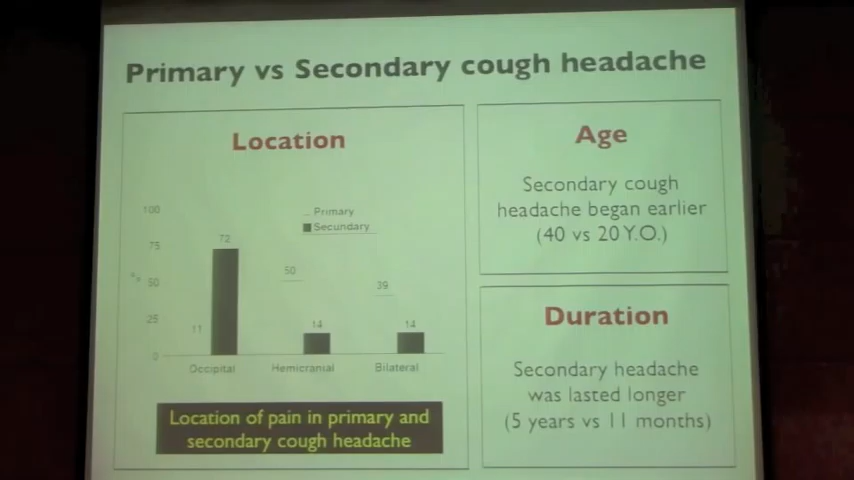 Primary vs Secondary cough headache
Location
100
75
50
25
0
%
Primary
Secundary
11
72
50
14
39
14
Occipital
Hemicranial
Bilateral
Location of pain in primary and
secondary cough headache
Age
Secondary cough
headache began earlier
(40 vs 20 Y.O.)
Duration
Secondary headache
was lasted longer
(5 years vs 11 months)